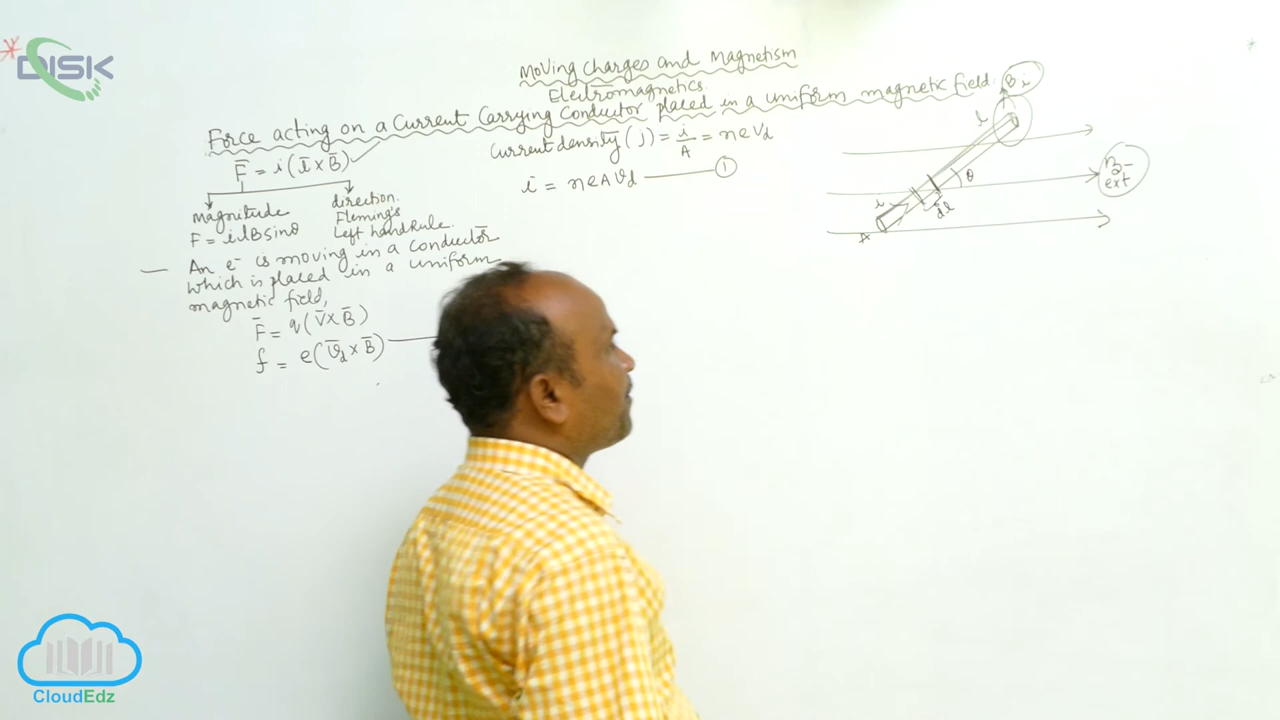 DISK
Moving Charges and Magnetism
Electromagnetics.
Force acting on a Current Carrying Conductor placed in a uniform magnetic field.
F̄ = i(l̄ × B̄)
magnitude
F = ilBsinθ
direction.
Fleming's
Left hand Rule.
An e⁻ is moving in a conductor
which is placed in a uniform
magnetic field,
F̄ = q(V̄ × B̄)
f = e(V̄d × B̄)
Current density (J) = i/A = neVd
i = neAVd — 1
Bi
l
θ
B-
ext
i
dl
A
CloudEdz